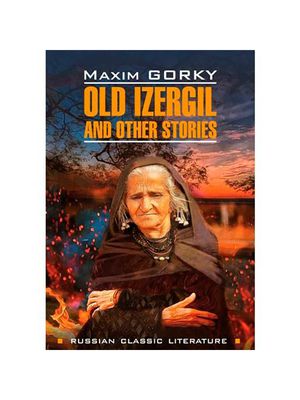 MAXIM GORKY
OLD IZERGIL
AND OTHER STORIES
RUSSIAN CLASSIC LITERATURE